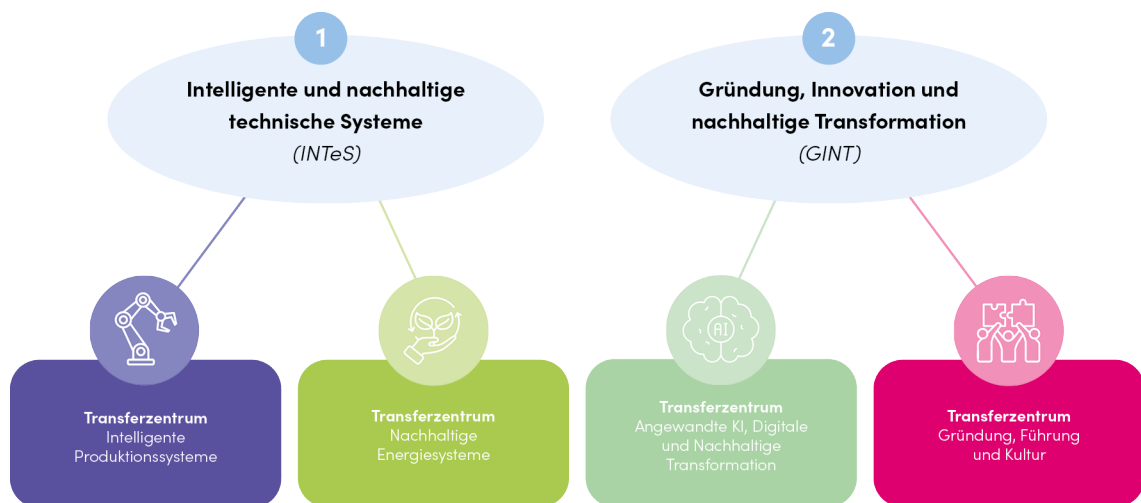 1
Intelligente und nachhaltige
technische Systeme
(INTeS)
2
Gründung, Innovation und
nachhaltige Transformation
(GINT)
Transferzentrum
Intelligente
Produktionssysteme
Transferzentrum
Nachhaltige
Energiesysteme
AI
Transferzentrum
Angewandte KI, Digitale
und Nachhaltige
Transformation
Transferzentrum
Gründung, Führung
und Kultur